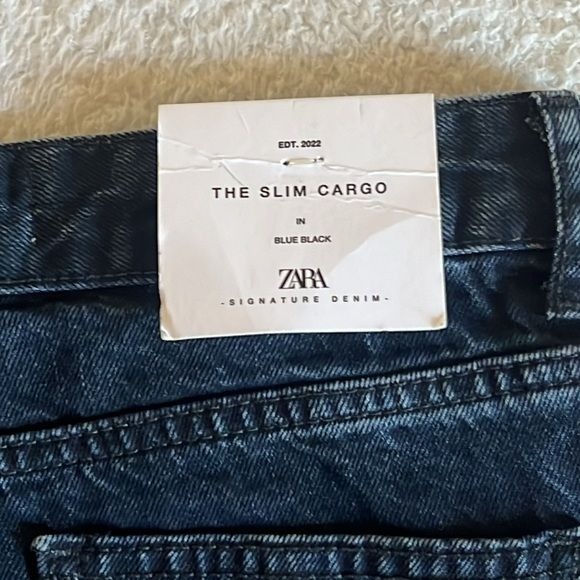 EDT. 2022
THE SLIM CARGO
IN
BLUE BLACK
ZARA
- SIGNATURE DENIM -